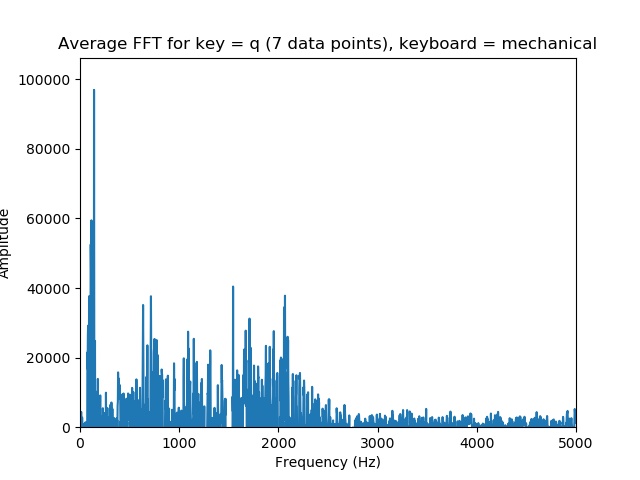 Average FFT for key = q (7 data points), keyboard = mechanical
100000
80000
60000
40000
20000
0
Amplitude
0 1000 2000 3000 4000 5000
Frequency (Hz)